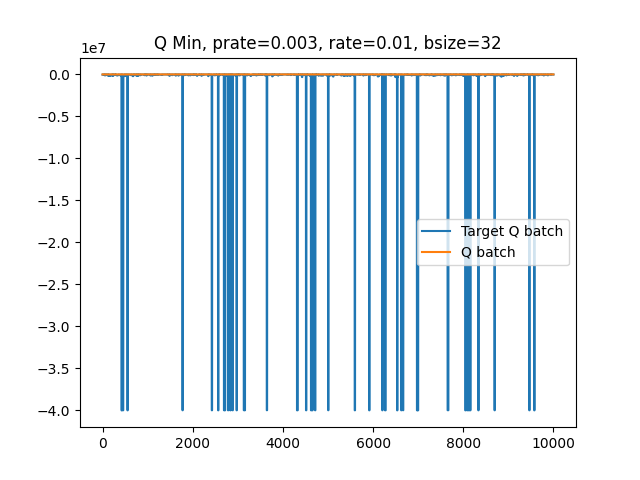 Q Min, prate=0.003, rate=0.01, bsize=32
1e7
0.0
−0.5
−1.0
−1.5
−2.0
−2.5
−3.0
−3.5
−4.0
Target Q batch
Q batch
0 2000 4000 6000 8000 10000